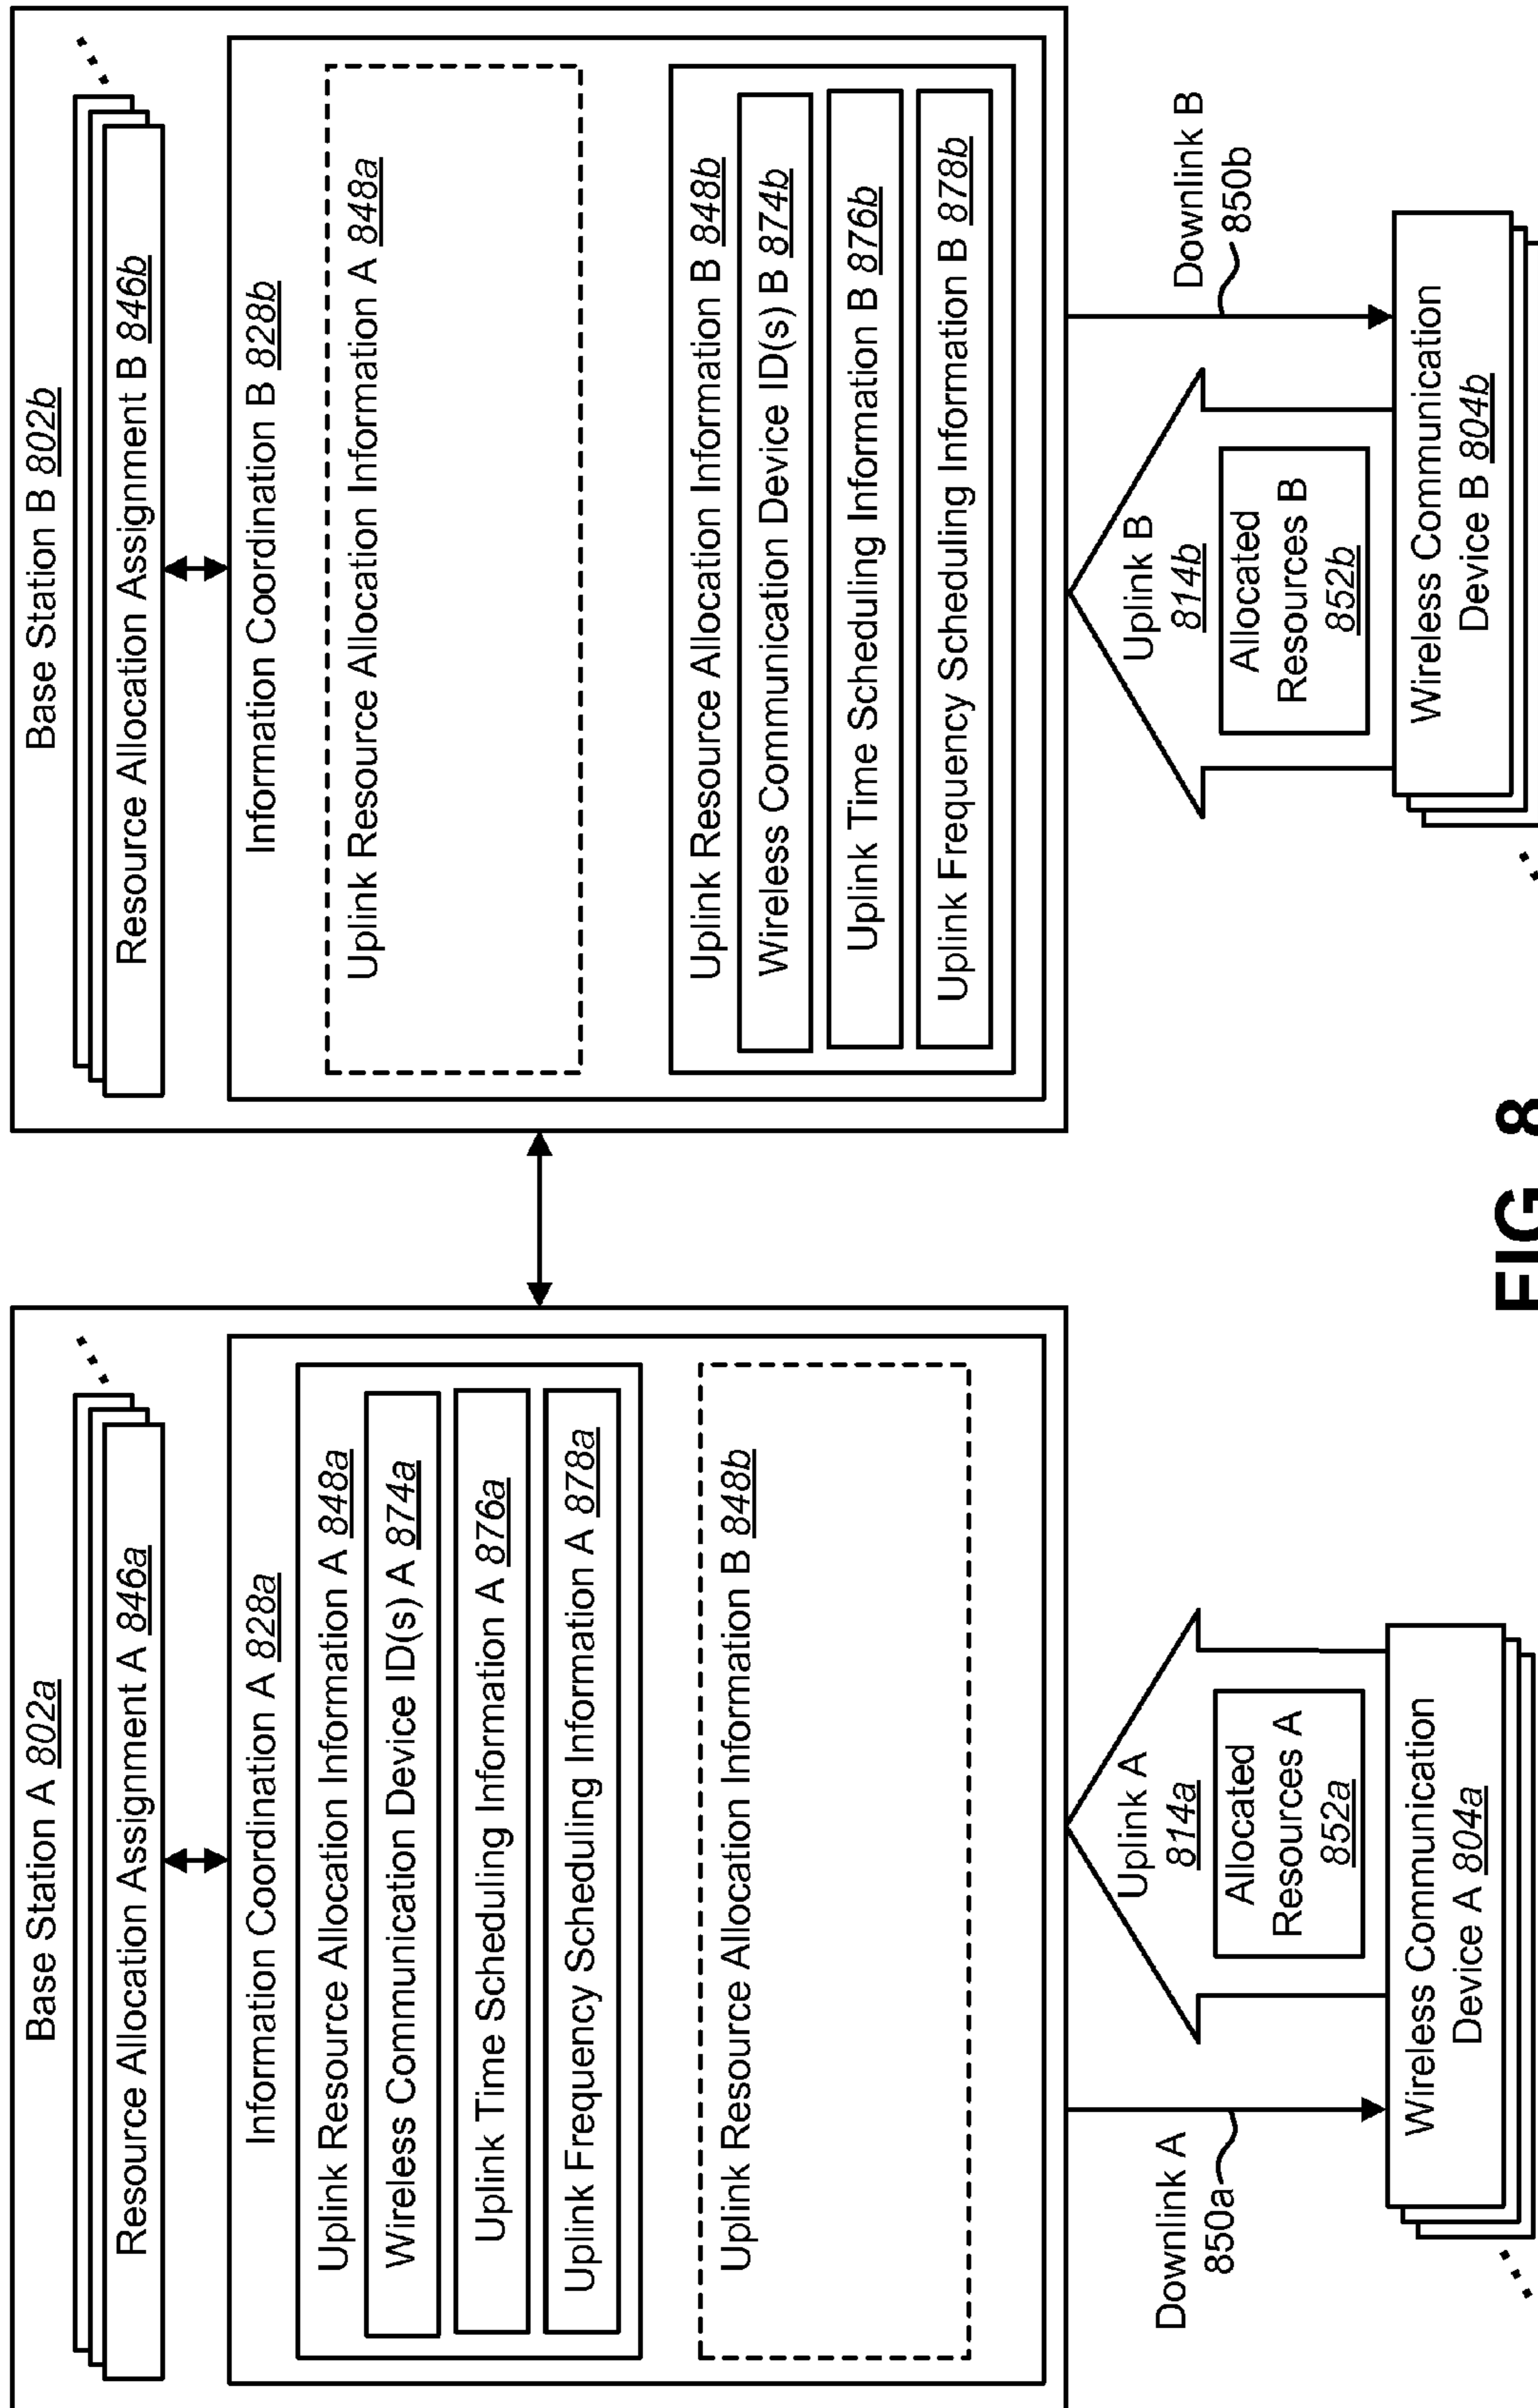 Base Station A 802a
Resource Allocation Assignment A 846a
Information Coordination A 828a
Uplink Resource Allocation Information A 848a
Wireless Communication Device ID(s) A 874a
Uplink Time Scheduling Information A 876a
Uplink Frequency Scheduling Information A 878a
Uplink Resource Allocation Information B 848b
Downlink A
850a
Uplink A
814a
Allocated
Resources A
852a
Wireless Communication
Device A 804a
Base Station B 802b
Resource Allocation Assignment B 846b
Information Coordination B 828b
Uplink Resource Allocation Information A 848a
Uplink Resource Allocation Information B 848b
Wireless Communication Device ID(s) B 874b
Uplink Time Scheduling Information B 876b
Uplink Frequency Scheduling Information B 878b
Uplink B
814b
Allocated
Resources B
852b
Downlink B
850b
Wireless Communication
Device B 804b
FIG. 8